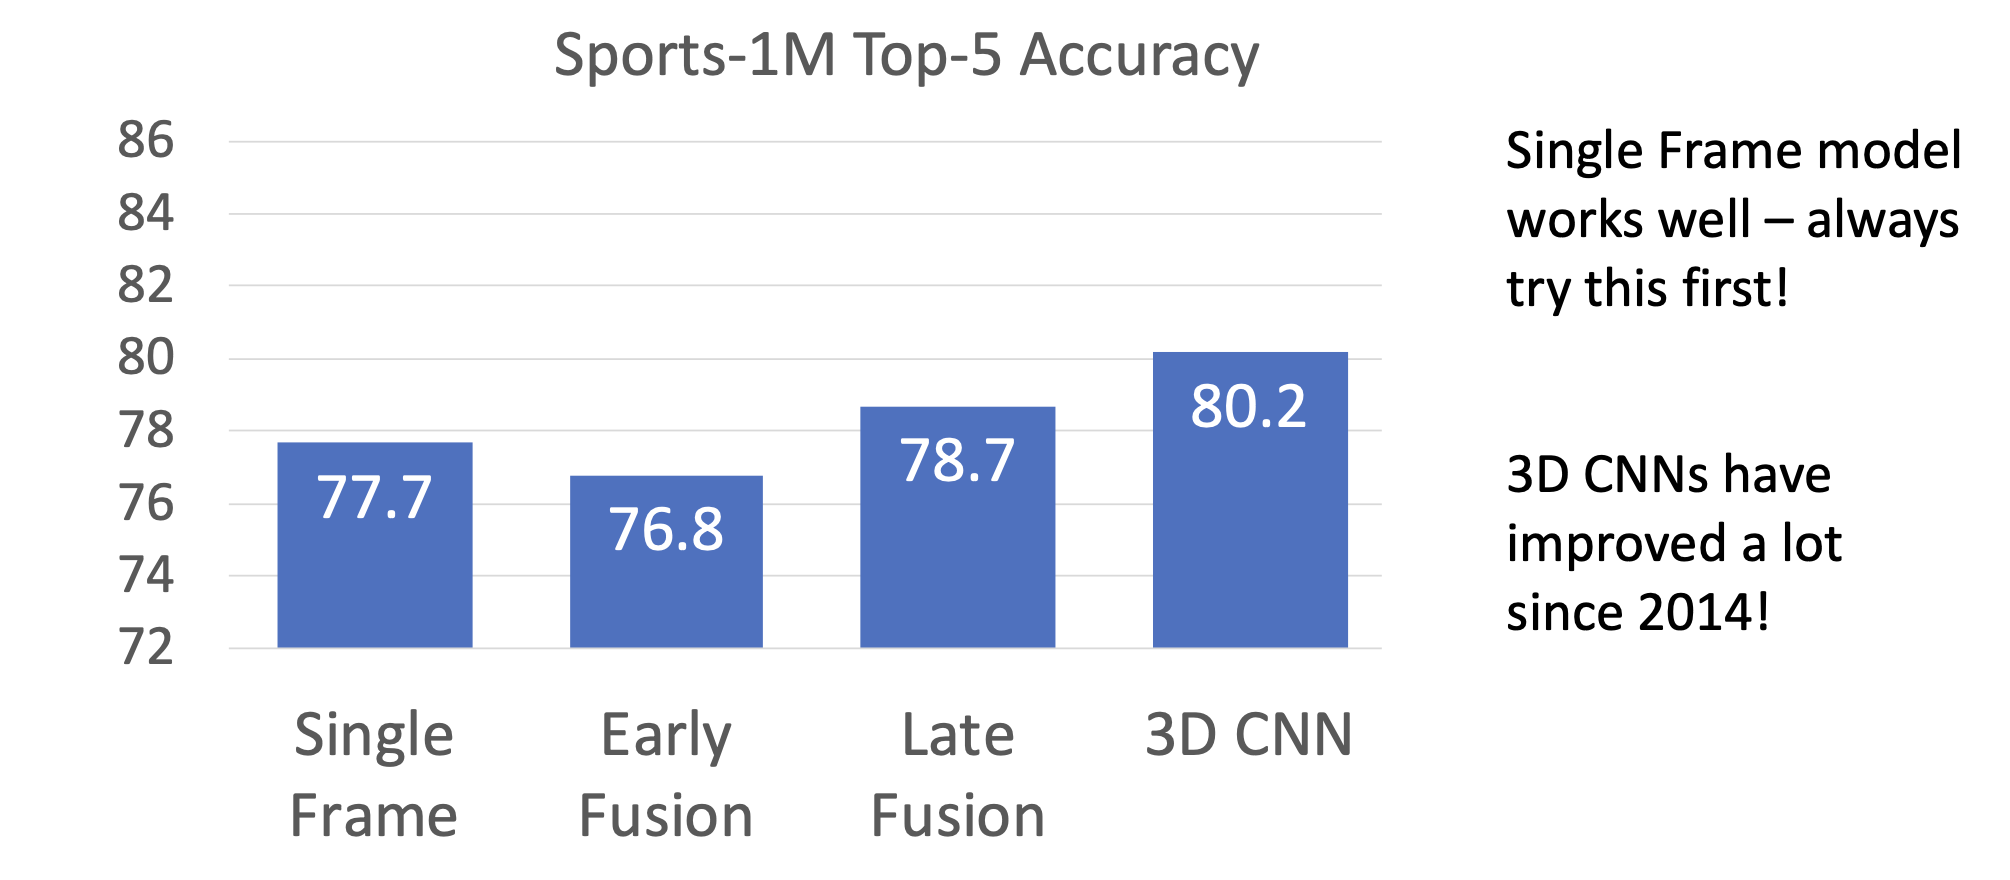 Sports-1M Top-5 Accuracy
86
84
82
80
78
76
74
72
77.7
76.8
78.7
80.2
Single
Frame
Early
Fusion
Late
Fusion
3D CNN
Single Frame model
works well – always
try this first!
3D CNNs have
improved a lot
since 2014!